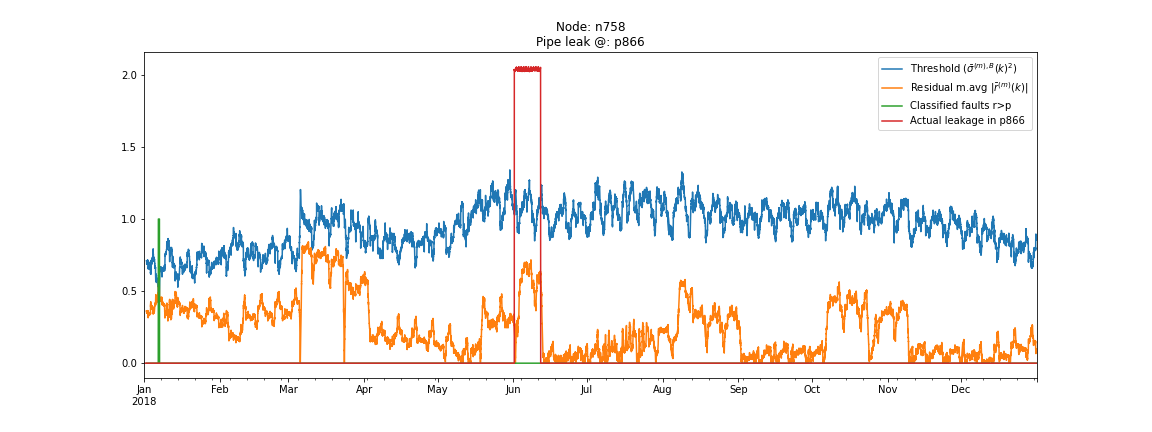 Node: n758
Pipe leak @: p866
Threshold (σ̄⁽ᵐ⁾,ᴮ(k)²)
Residual m.avg |r̄⁽ᵐ⁾(k)|
Classified faults r>p
Actual leakage in p866
2.0
1.5
1.0
0.5
0.0
Jan Feb Mar Apr May Jun Jul Aug Sep Oct Nov Dec
2018